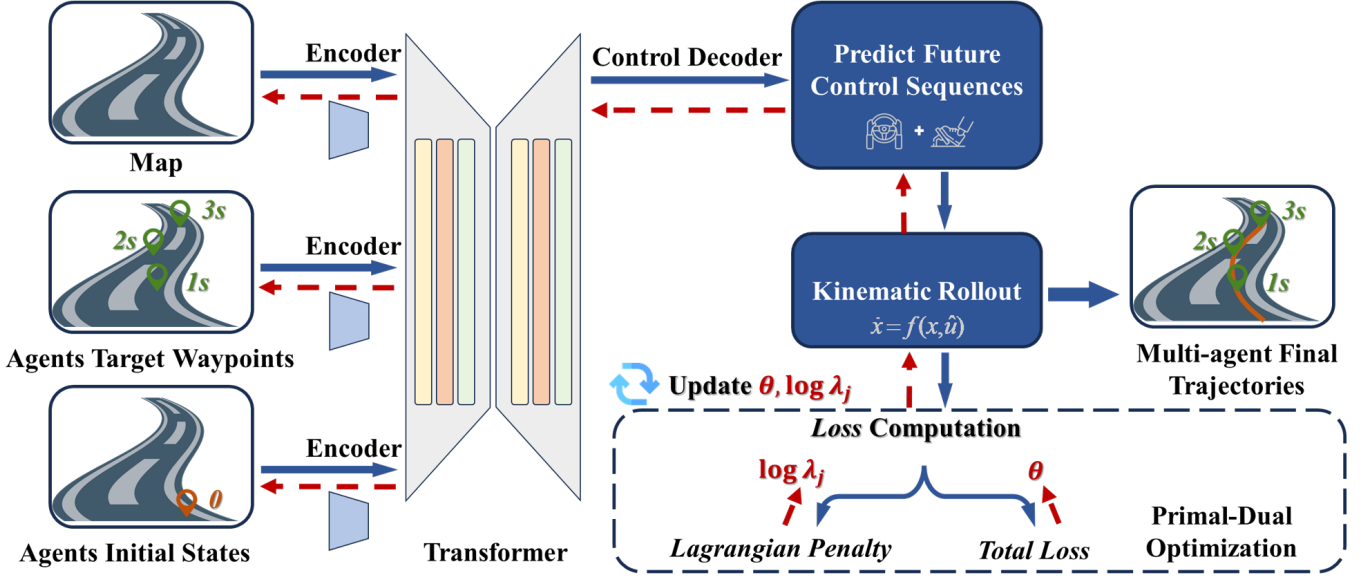 Encoder
Map
3s
2s
1s
Encoder
Agents Target Waypoints
0
Encoder
Agents Initial States
Transformer
Control Decoder
Predict Future
Control Sequences
+
Kinematic Rollout
ẋ = f(x,û)
3s
2s
1s
Multi-agent Final
Trajectories
Update θ, log λⱼ
Loss Computation
log λⱼ
θ
Lagrangian Penalty
Total Loss
Primal-Dual
Optimization